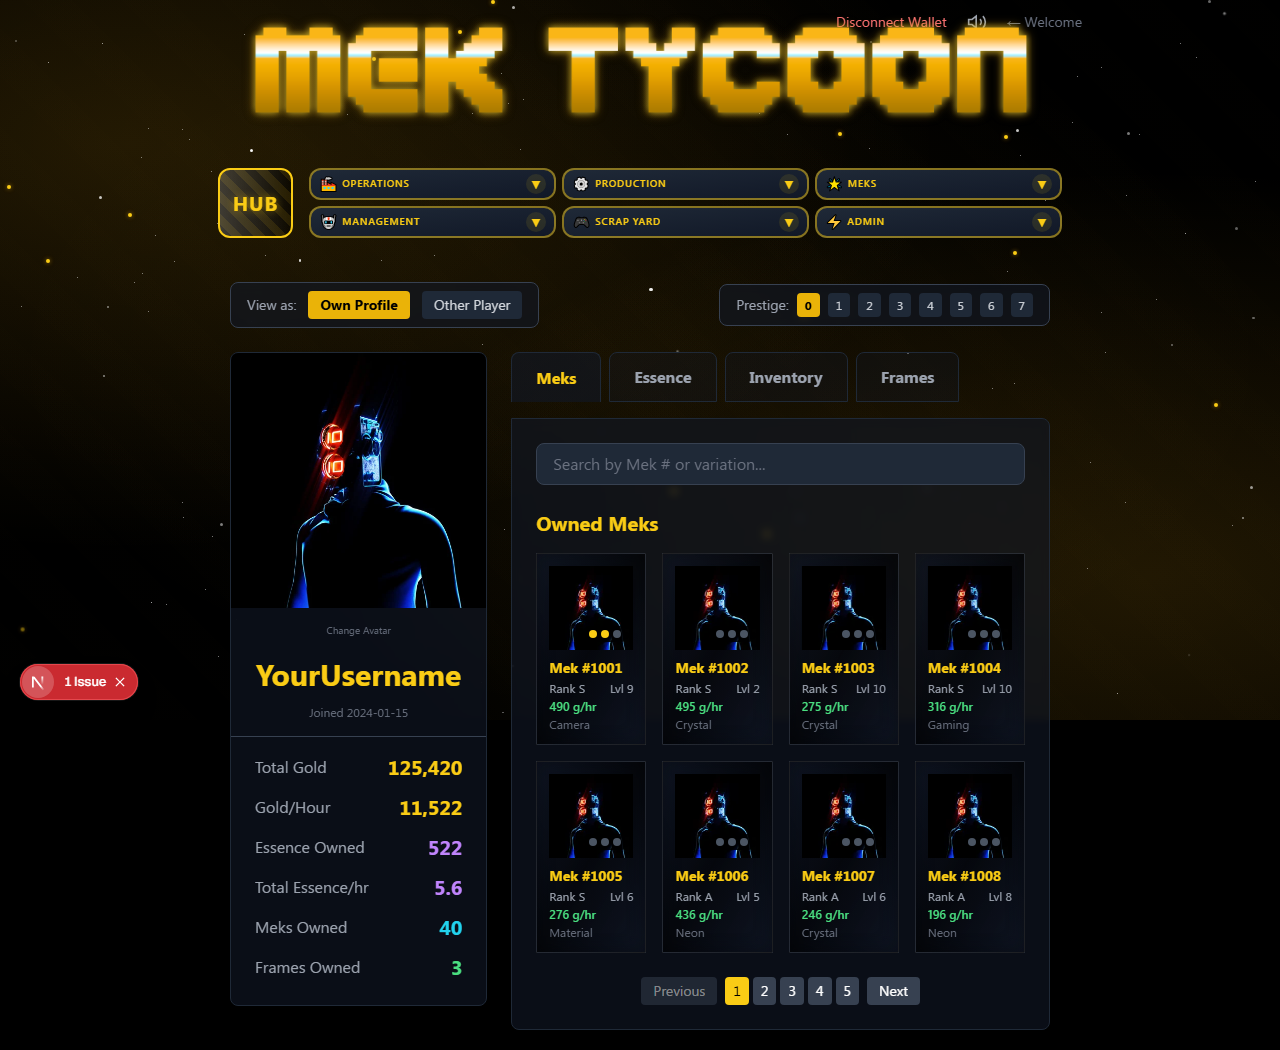 Disconnect Wallet
← Welcome
MEK TYCOON
HUB
OPERATIONS
PRODUCTION
MEKS
MANAGEMENT
SCRAP YARD
ADMIN
View as:
Own Profile
Other Player
Prestige:
0
1
2
3
4
5
6
7
Meks
Essence
Inventory
Frames
Search by Mek # or variation...
Owned Meks
Change Avatar
YourUsername
Joined 2024-01-15
Total Gold 125,420
Gold/Hour 11,522
Essence Owned 522
Total Essence/hr 5.6
Meks Owned 40
Frames Owned 3
Mek #1001
Rank S Lvl 9
490 g/hr
Camera
Mek #1002
Rank S Lvl 2
495 g/hr
Crystal
Mek #1003
Rank S Lvl 10
275 g/hr
Crystal
Mek #1004
Rank S Lvl 10
316 g/hr
Gaming
Mek #1005
Rank S Lvl 6
276 g/hr
Material
Mek #1006
Rank A Lvl 5
436 g/hr
Neon
Mek #1007
Rank A Lvl 6
246 g/hr
Crystal
Mek #1008
Rank A Lvl 8
196 g/hr
Neon
Previous
1
2
3
4
5
Next
N
1 Issue